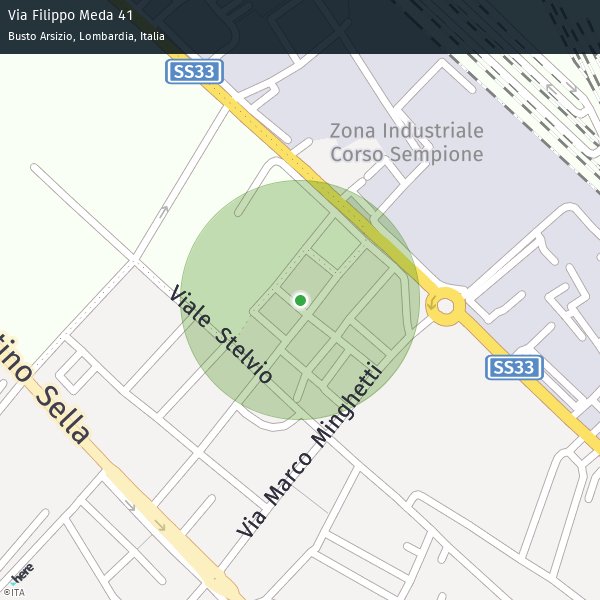 Via Filippo Meda 41
Busto Arsizio, Lombardia, Italia
SS33
Zona Industriale
Corso Sempione
Viale Stelvio
SS33
tino Sella
Via Marco Minghetti
here
©ITA